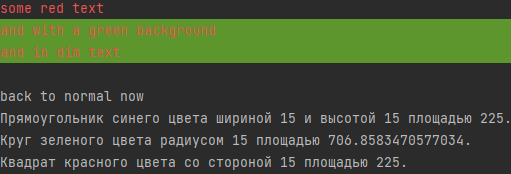 some red text
and with a green background
and in dim text
back to normal now
Прямоугольник синего цвета шириной 15 и высотой 15 площадью 225.
Круг зеленого цвета радиусом 15 площадью 706.8583470577034.
Квадрат красного цвета со стороной 15 площадью 225.